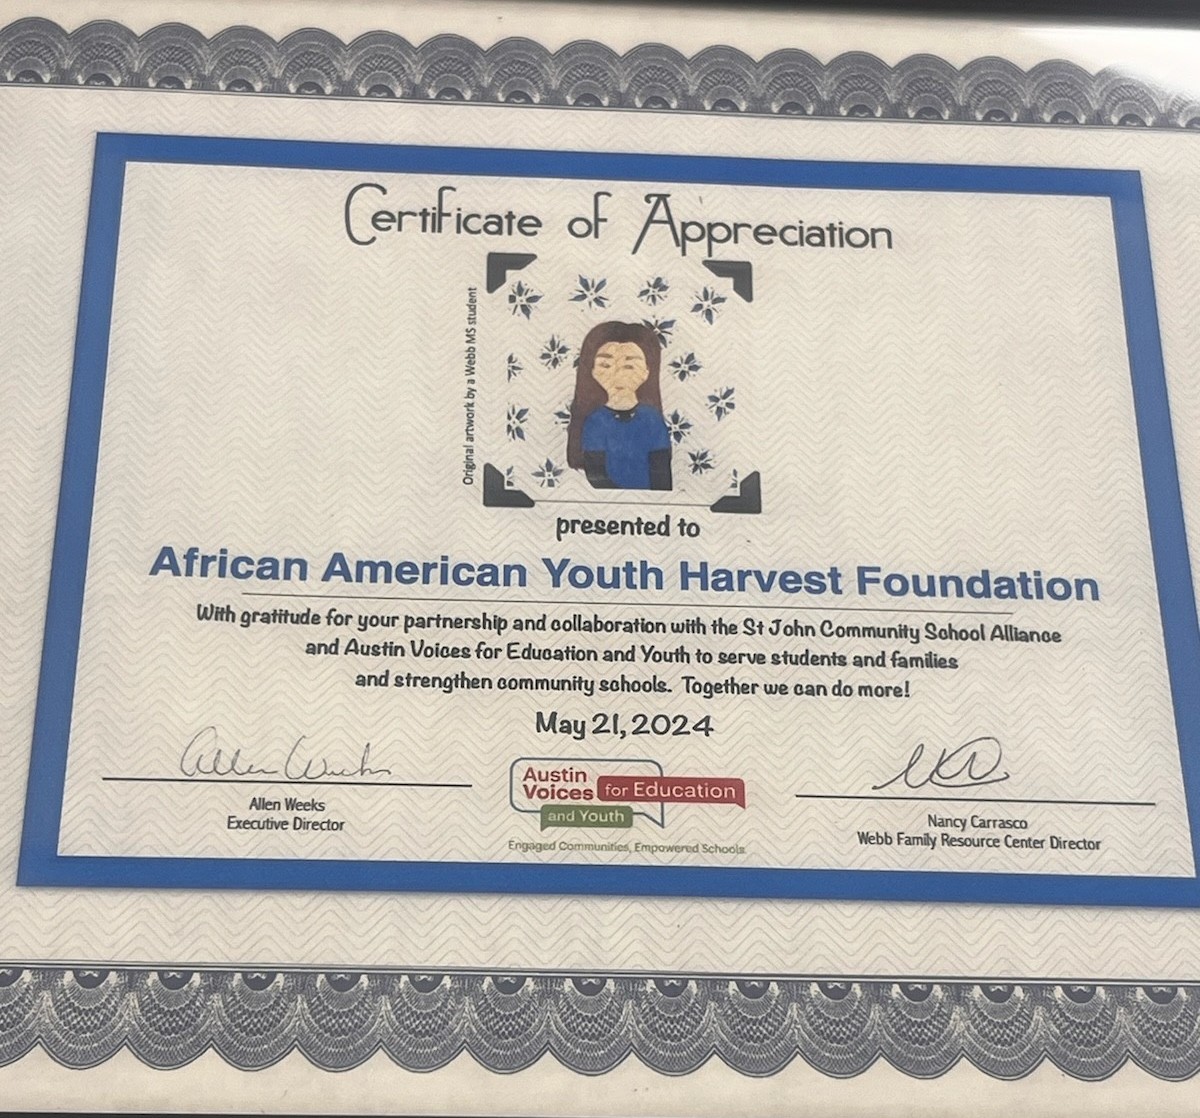 Certificate of Appreciation
Original artwork by a Webb MS student
presented to
African American Youth Harvest Foundation
With gratitude for your partnership and collaboration with the St John Community School Alliance
and Austin Voices for Education and Youth to serve students and families
and strengthen community schools. Together we can do more!
May 21, 2024
Allen Weeks
Allen Weeks
Executive Director
Austin
Voices for Education
and Youth
Engaged Communities, Empowered Schools.
Nancy Carrasco
Webb Family Resource Center Director